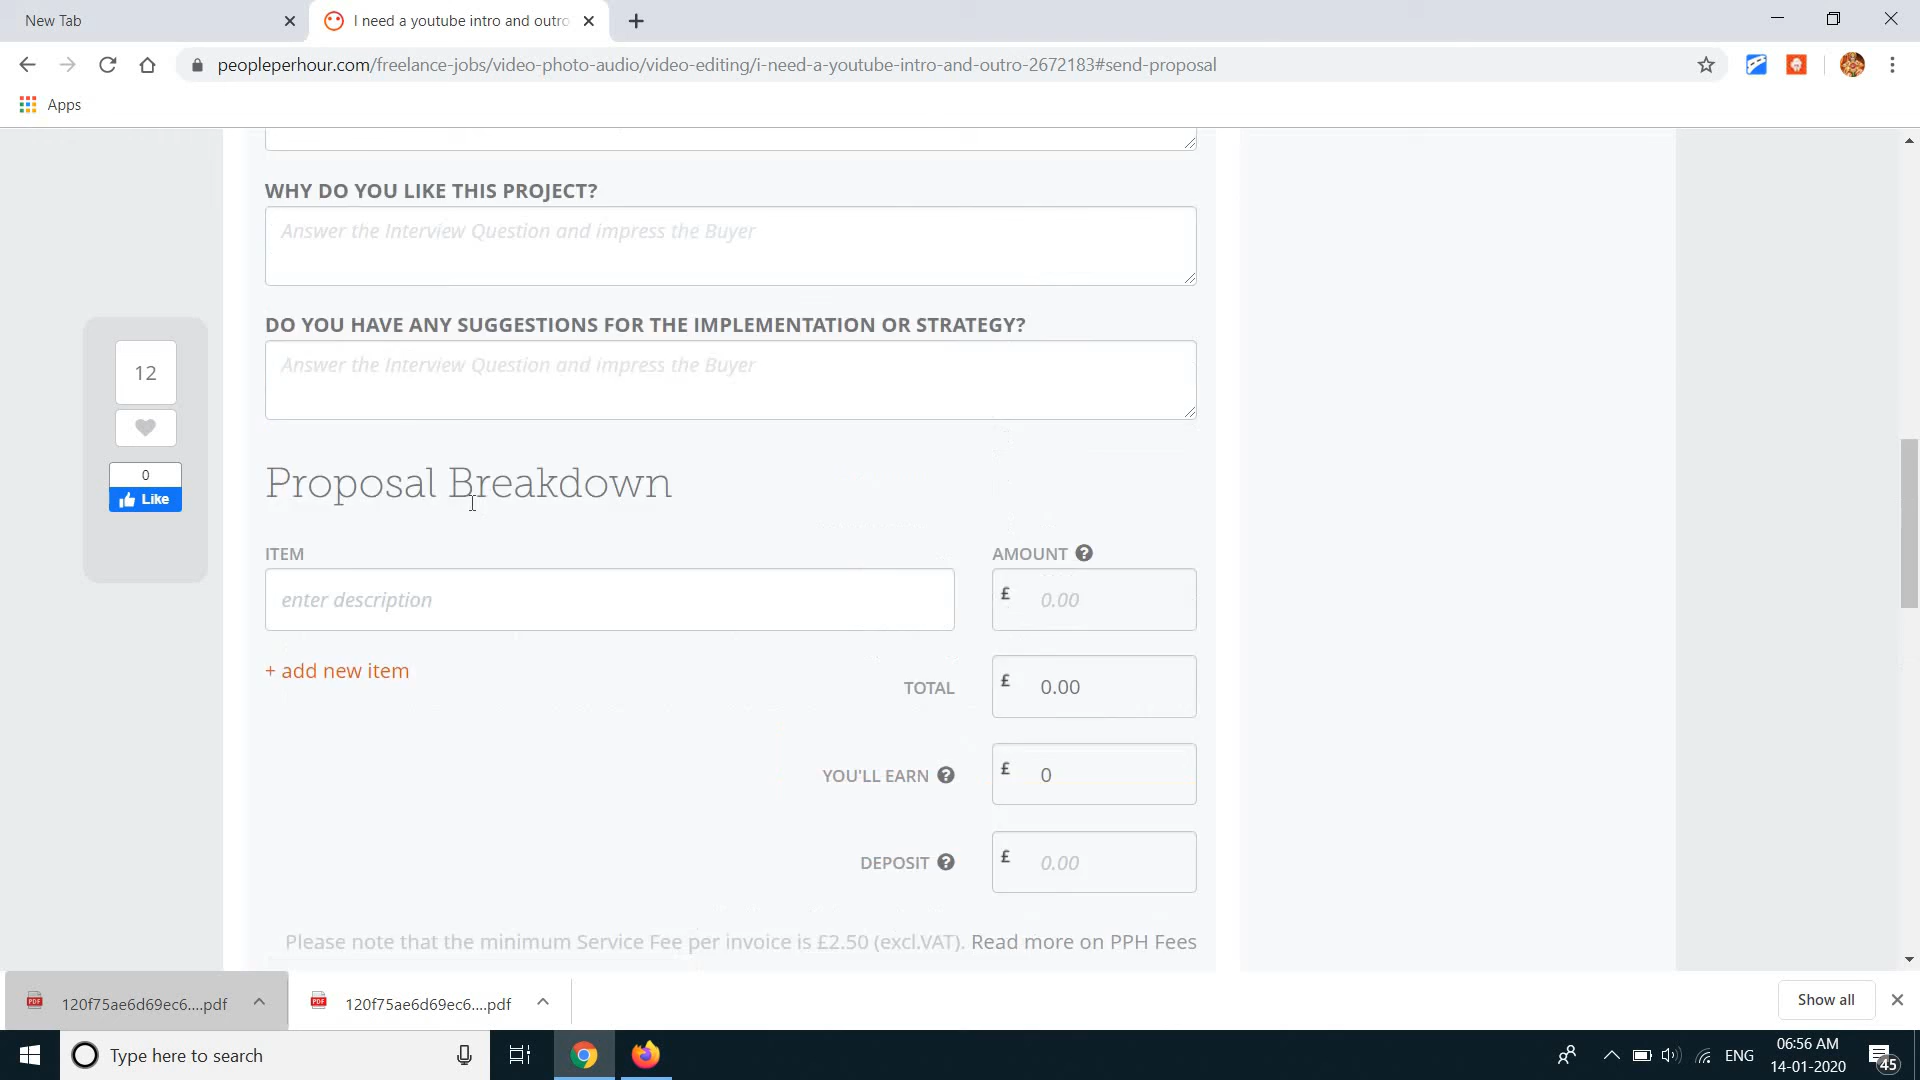 New Tab
I need a youtube intro and outro
peopleperhour.com/freelance-jobs/video-photo-audio/video-editing/i-need-a-youtube-intro-and-outro-2672183#send-proposal
Apps
WHY DO YOU LIKE THIS PROJECT?
Answer the Interview Question and impress the Buyer
DO YOU HAVE ANY SUGGESTIONS FOR THE IMPLEMENTATION OR STRATEGY?
Answer the Interview Question and impress the Buyer
12
0
Like
Proposal Breakdown
ITEM
AMOUNT ?
enter description
£ 0.00
+ add new item
TOTAL
£ 0.00
YOU'LL EARN ?
£ 0
DEPOSIT ?
£ 0.00
Please note that the minimum Service Fee per invoice is £2.50 (excl.VAT). Read more on PPH Fees
PDF
120f75ae6d69ec6....pdf
PDF
120f75ae6d69ec6....pdf
Show all
Type here to search
ENG
06:56 AM
14-01-2020
45